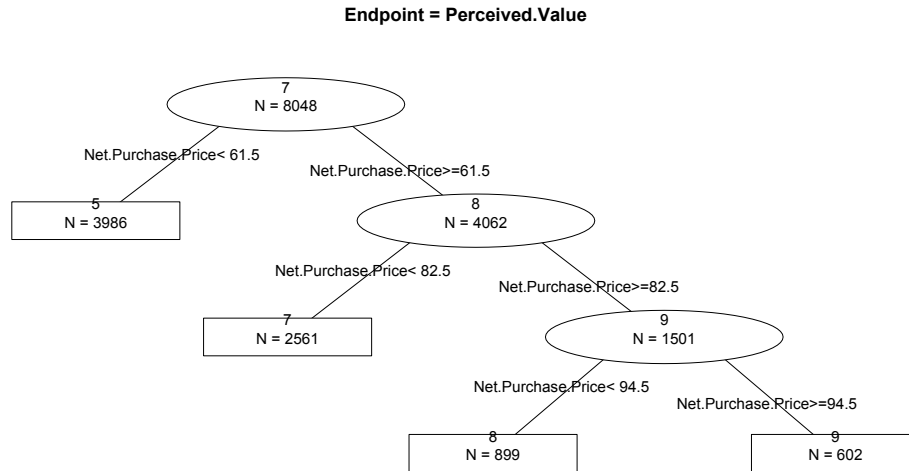 Endpoint = Perceived.Value
7
N = 8048
Net.Purchase.Price< 61.5
Net.Purchase.Price>=61.5
5
N = 3986
8
N = 4062
Net.Purchase.Price< 82.5
Net.Purchase.Price>=82.5
7
N = 2561
9
N = 1501
Net.Purchase.Price< 94.5
Net.Purchase.Price>=94.5
8
N = 899
9
N = 602